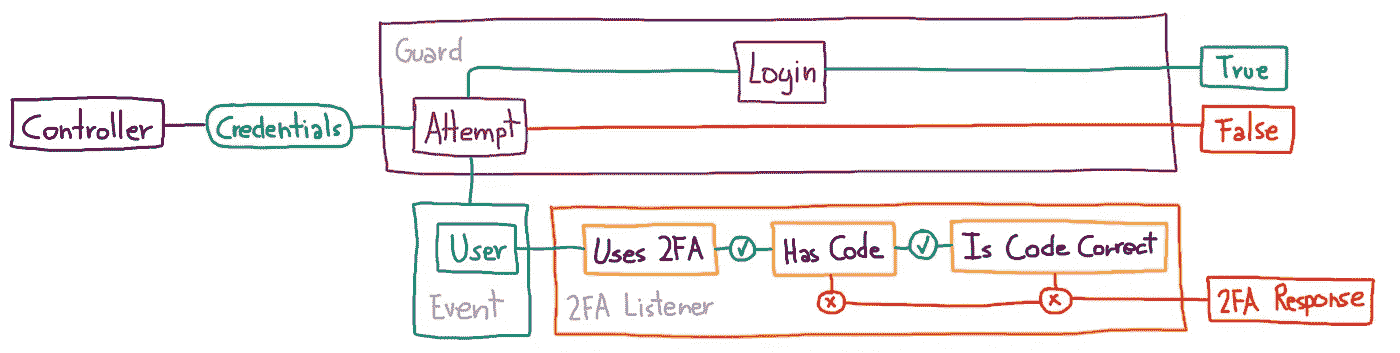 Guard
Login
True
Controller
Credentials
Attempt
False
User
Uses 2FA
Has Code
Is Code Correct
Event
2FA Listener
2FA Response